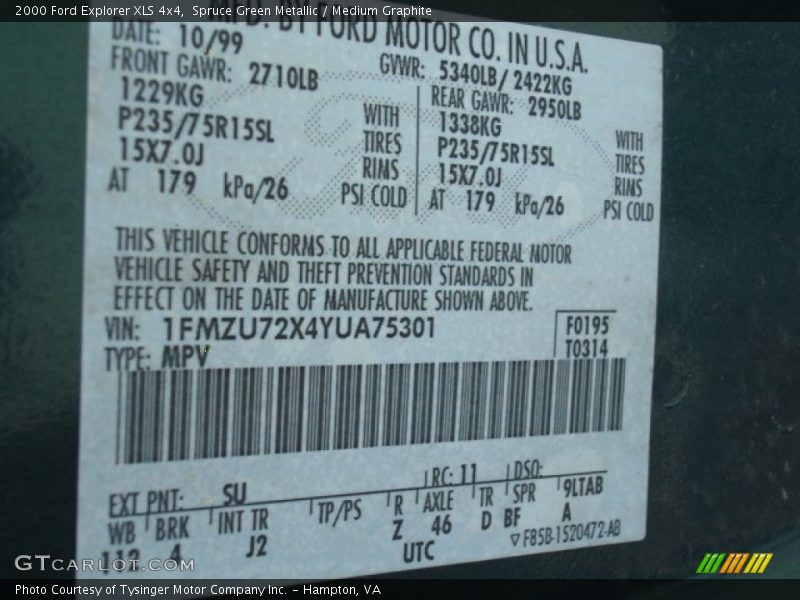 2000 Ford Explorer XLS 4x4, Spruce Green Metallic / Medium Graphite
MFD. BY FORD MOTOR CO. IN U.S.A.
DATE: 10/99 GVWR: 5340LB/2422KG
FRONT GAWR: 2710LB REAR GAWR: 2950LB
1229KG WITH 1338KG WITH
P235/75R15SL TIRES P235/75R15SL TIRES
15X7.0J RIMS 15X7.0J RIMS
AT 179 kPa/26 PSI COLD AT 179 kPa/26 PSI COLD
THIS VEHICLE CONFORMS TO ALL APPLICABLE FEDERAL MOTOR
VEHICLE SAFETY AND THEFT PREVENTION STANDARDS IN
EFFECT ON THE DATE OF MANUFACTURE SHOWN ABOVE.
VIN: 1FMZU72X4YUA75301 F0195
TYPE: MPV T0314
EXT PNT: SU RC: 11 DSO:
WB BRK INT TR TP/PS R AXLE TR SPR 9LTAB
112 4 J2 Z 46 D BF A
UTC ▽F85B-1520472-AB
GTCarLot.com
Photo Courtesy of Tysinger Motor Company Inc. - Hampton, VA